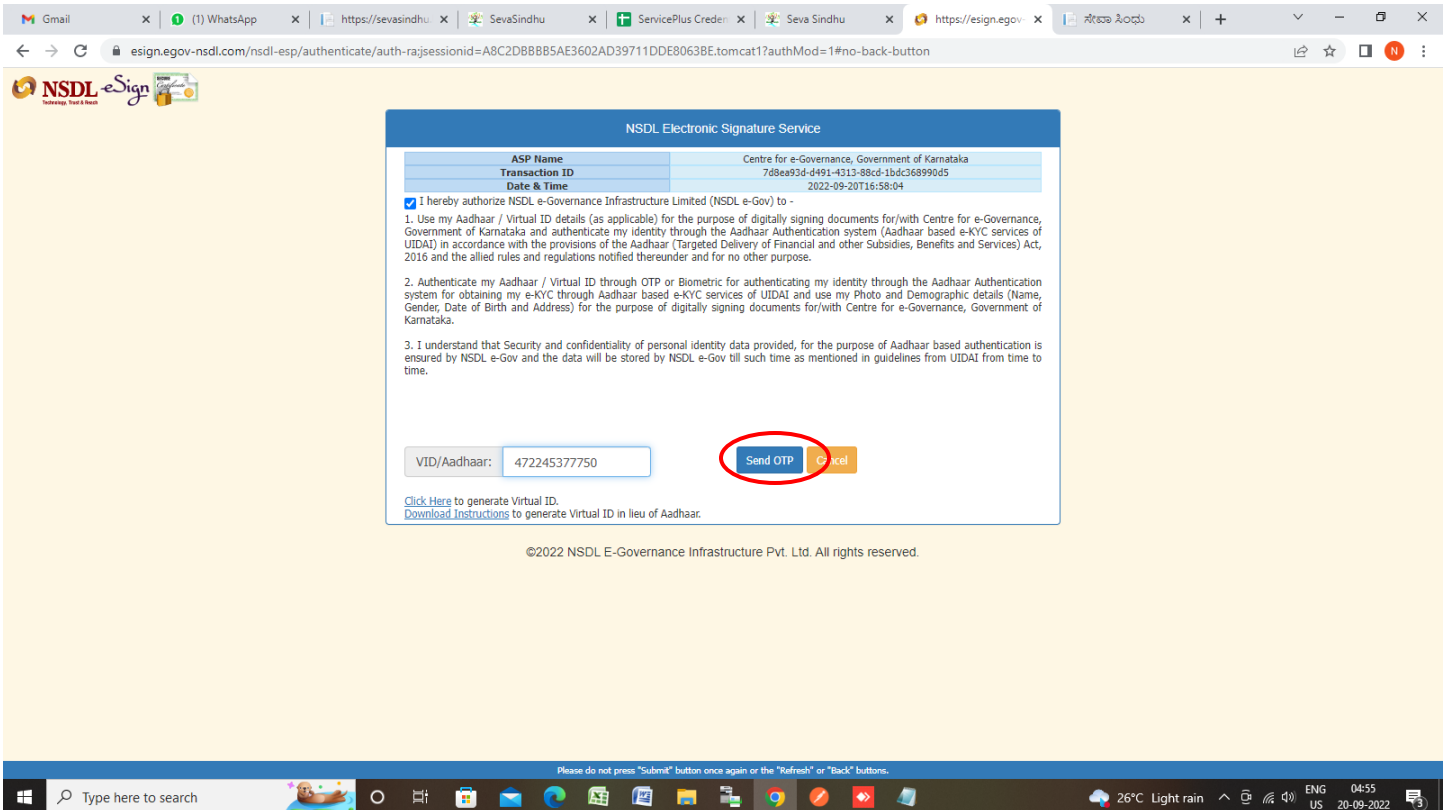 Gmail
(1) WhatsApp
https://sevasindhu.
SevaSindhu
ServicePlus Creden
Seva Sindhu
https://esign.egov-
ಸೇವಾ ಸಿಂಧು
esign.egov-nsdl.com/nsdl-esp/authenticate/auth-ra;jsessionid=A8C2DBBBB5AE3602AD39711DDE8063BE.tomcat1?authMod=1#no-back-button
N
NSDL eSign
Technology, Trust & Reach
Certificate
NSDL Electronic Signature Service
ASP Name Centre for e-Governance, Government of Karnataka
Transaction ID 7d8ea93d-d491-4313-88cd-1bdc368990d5
Date & Time 2022-09-20T16:58:04
I hereby authorize NSDL e-Governance Infrastructure Limited (NSDL e-Gov) to -
1. Use my Aadhaar / Virtual ID details (as applicable) for the purpose of digitally signing documents for/with Centre for e-Governance,
Government of Karnataka and authenticate my identity through the Aadhaar Authentication system (Aadhaar based e-KYC services of
UIDAI) in accordance with the provisions of the Aadhaar (Targeted Delivery of Financial and other Subsidies, Benefits and Services) Act,
2016 and the allied rules and regulations notified thereunder and for no other purpose.
2. Authenticate my Aadhaar / Virtual ID through OTP or Biometric for authenticating my identity through the Aadhaar Authentication
system for obtaining my e-KYC through Aadhaar based e-KYC services of UIDAI and use my Photo and Demographic details (Name,
Gender, Date of Birth and Address) for the purpose of digitally signing documents for/with Centre for e-Governance, Government of
Karnataka.
3. I understand that Security and confidentiality of personal identity data provided, for the purpose of Aadhaar based authentication is
ensured by NSDL e-Gov and the data will be stored by NSDL e-Gov till such time as mentioned in guidelines from UIDAI from time to
time.
VID/Aadhaar: 472245377750 Send OTP Cancel
Click Here to generate Virtual ID.
Download Instructions to generate Virtual ID in lieu of Aadhaar.
©2022 NSDL E-Governance Infrastructure Pvt. Ltd. All rights reserved.
Please do not press "Submit" button once again or the "Refresh" or "Back" buttons.
Type here to search
26°C Light rain
ENG
US
04:55
20-09-2022
3